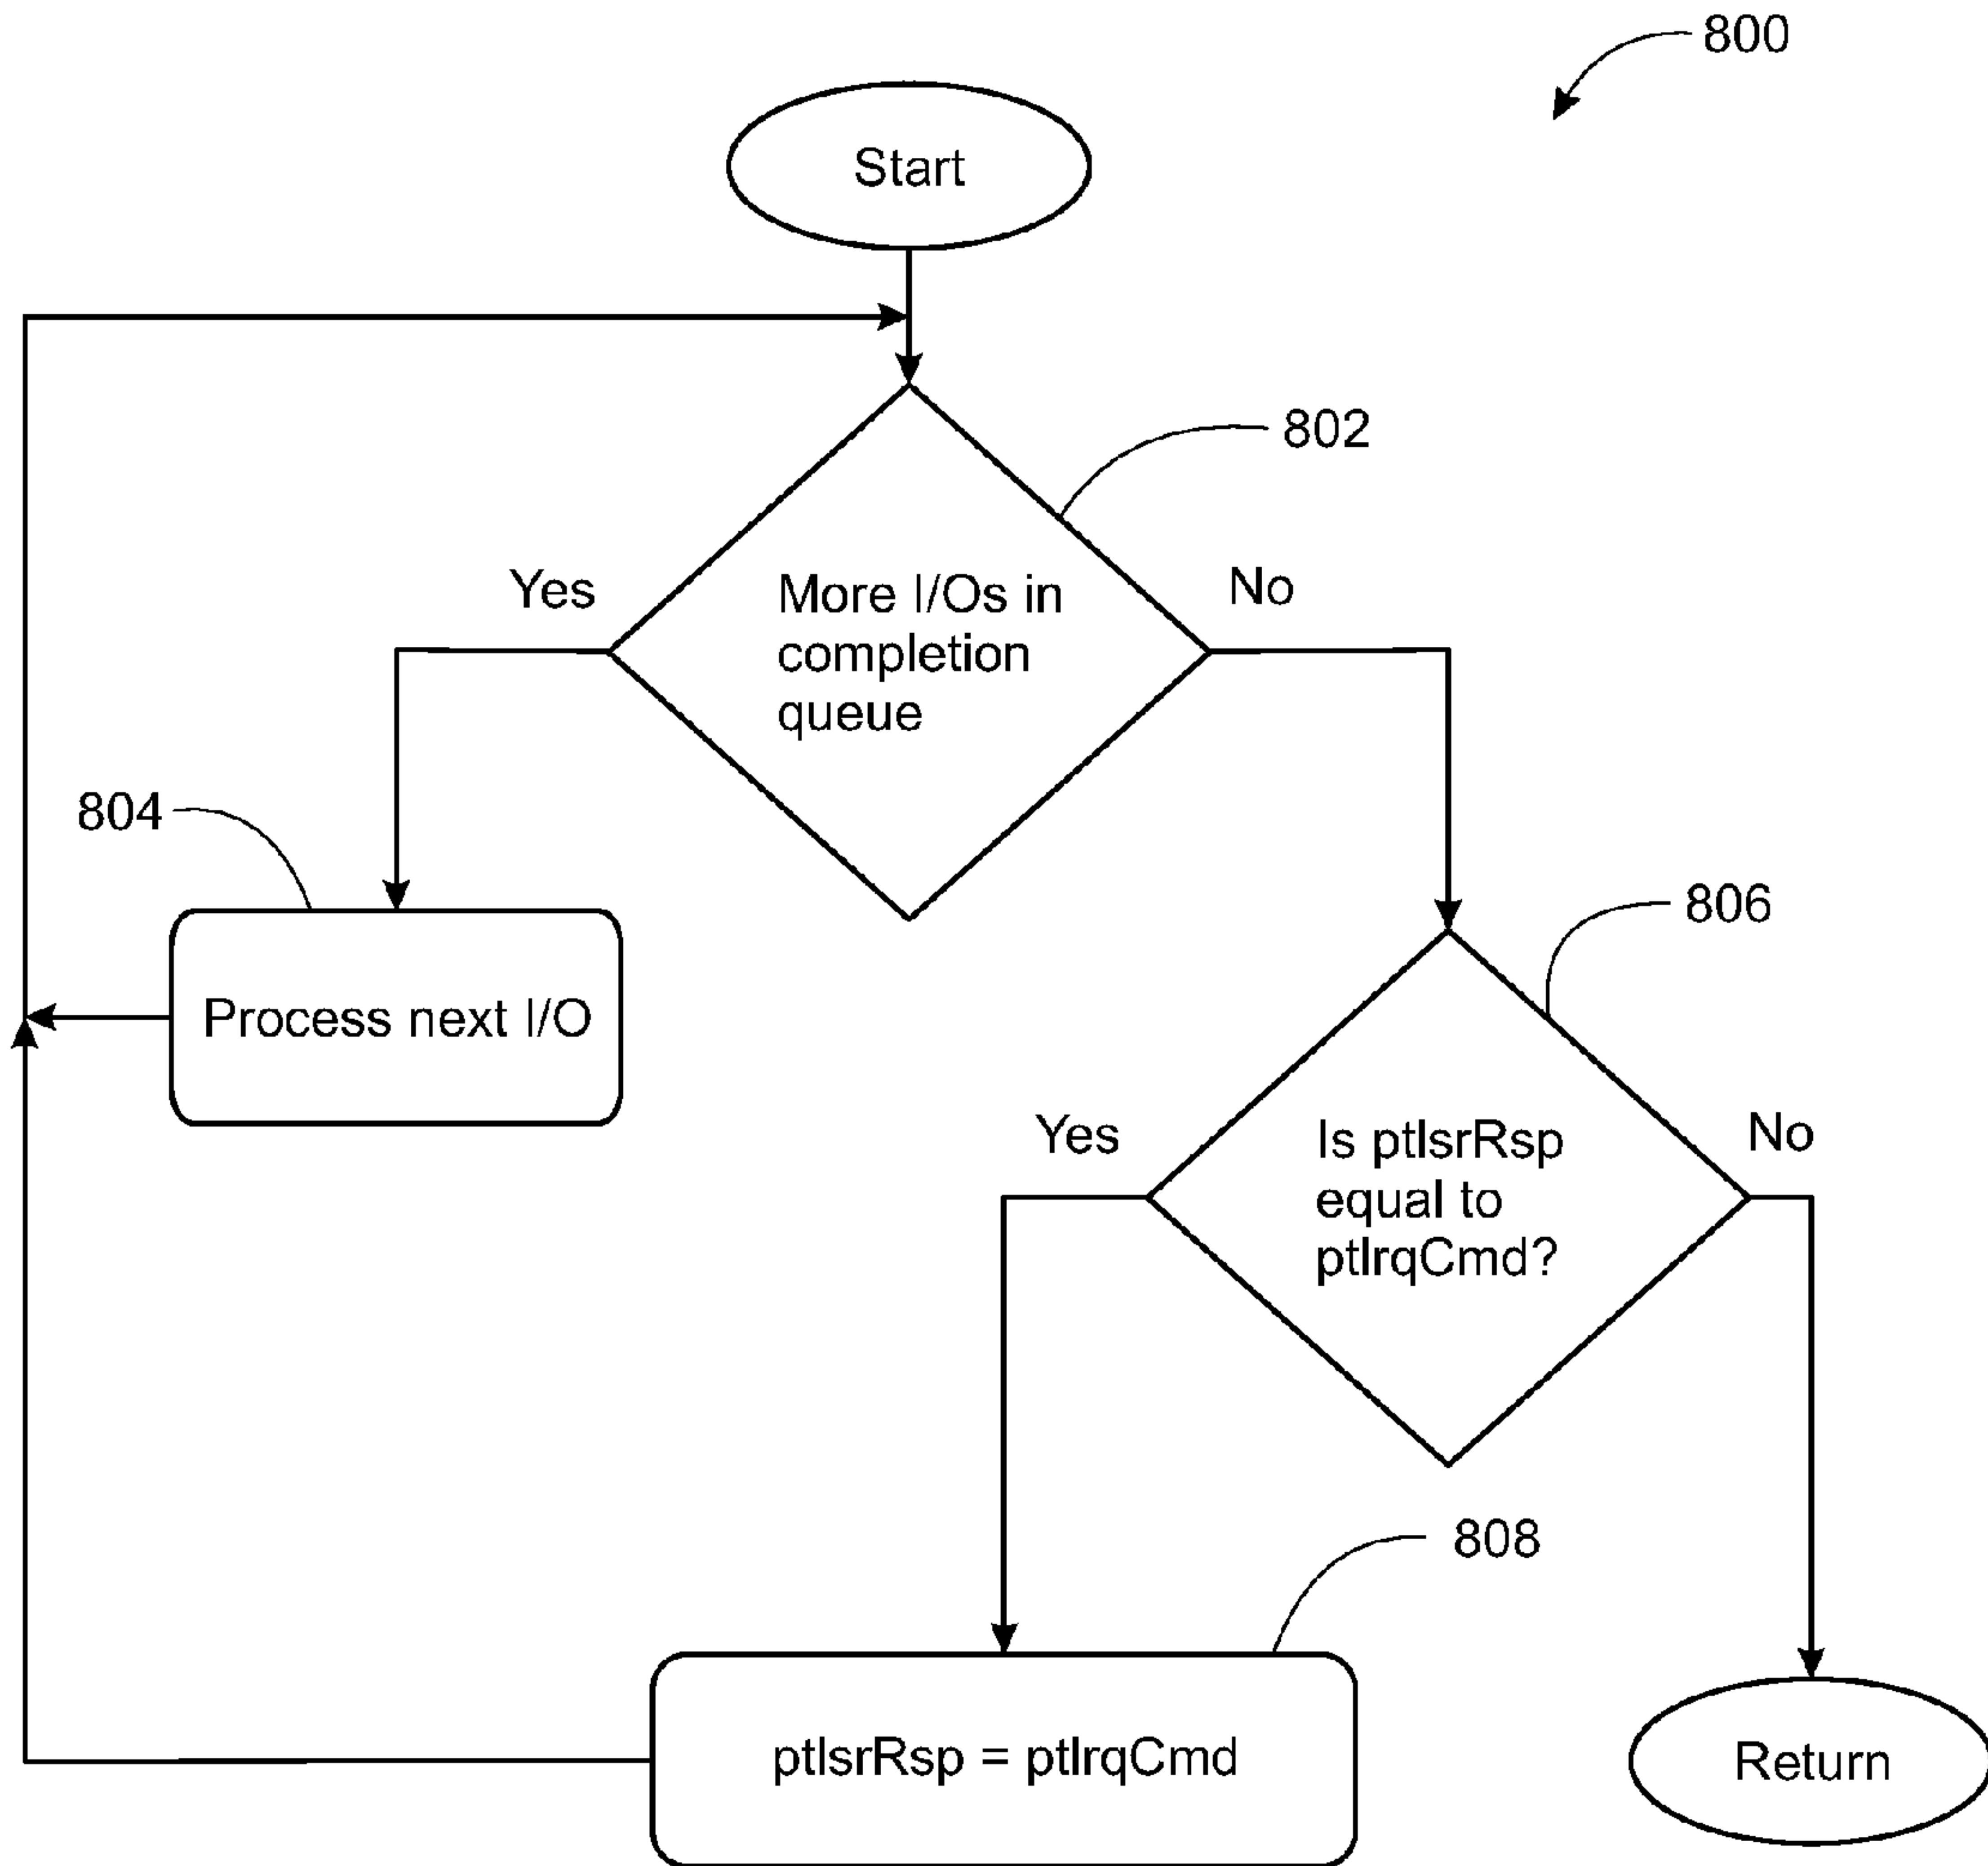 800
Start
802
Yes
More I/Os in
completion
queue
No
804
Process next I/O
806
Yes
Is ptIsrRsp
equal to
ptIrqCmd?
No
808
ptIsrRsp = ptIrqCmd
Return